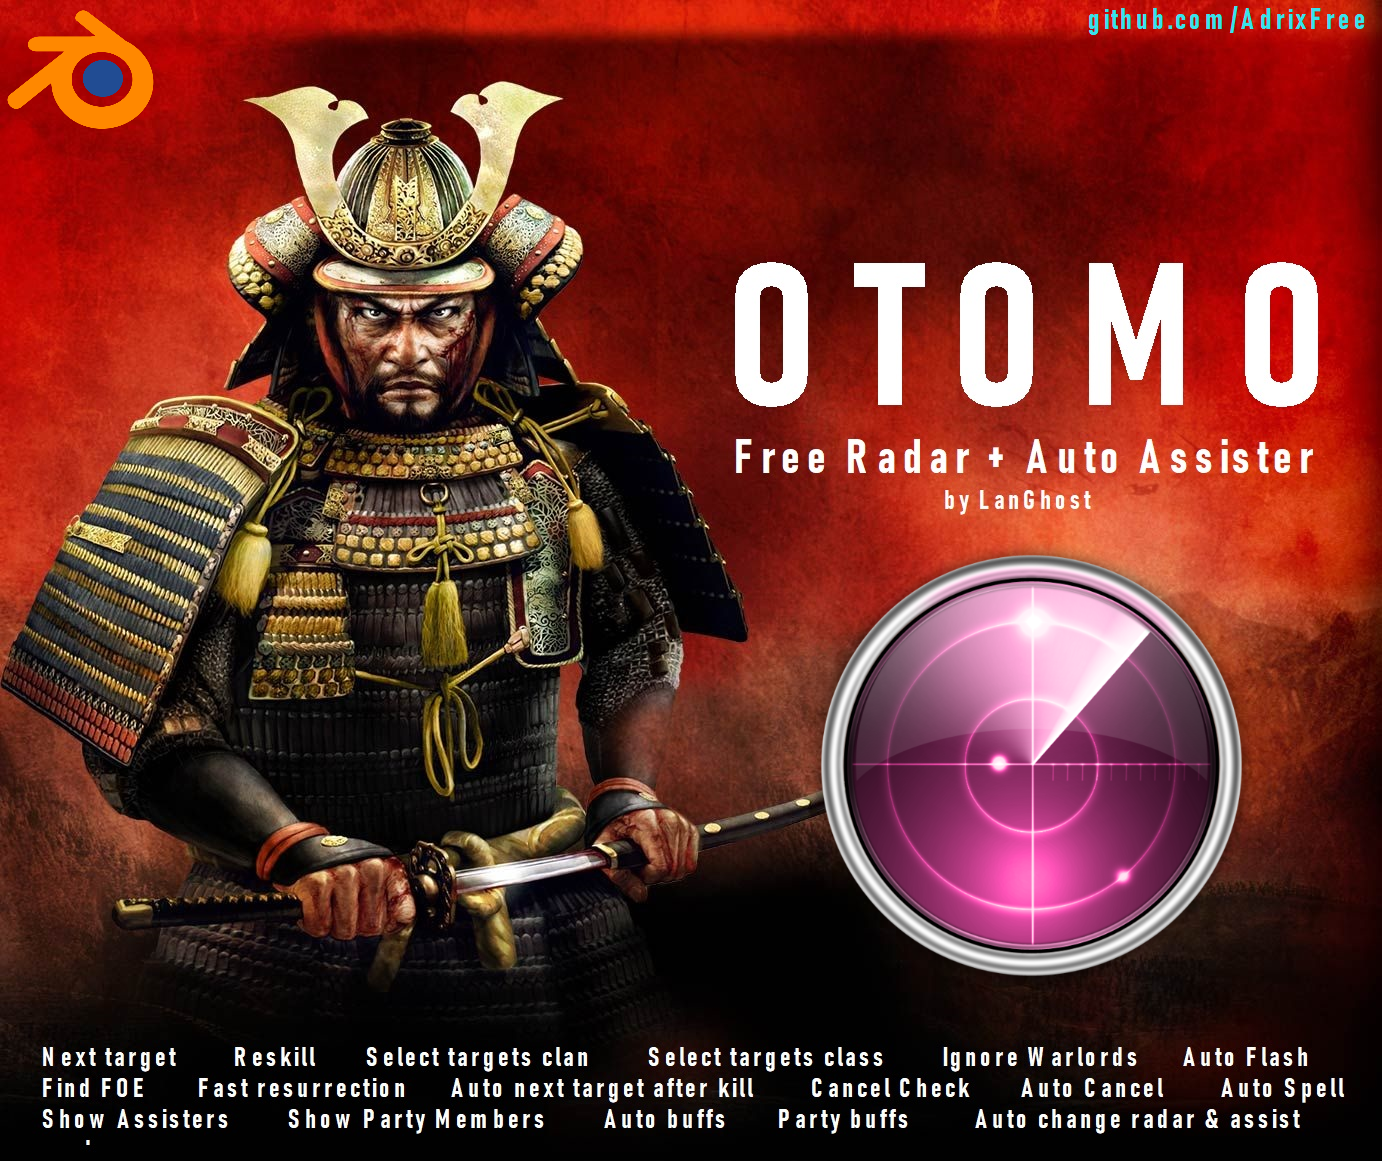 github.com/AdrixFree
OTOMO
Free Radar + Auto Assister
by LanGhost
Next target Reskill Select targets clan Select targets class Ignore Warlords Auto Flash
Find FOE Fast resurrection Auto next target after kill Cancel Check Auto Cancel Auto Spell
Show Assisters Show Party Members Auto buffs Party buffs Auto change radar & assist